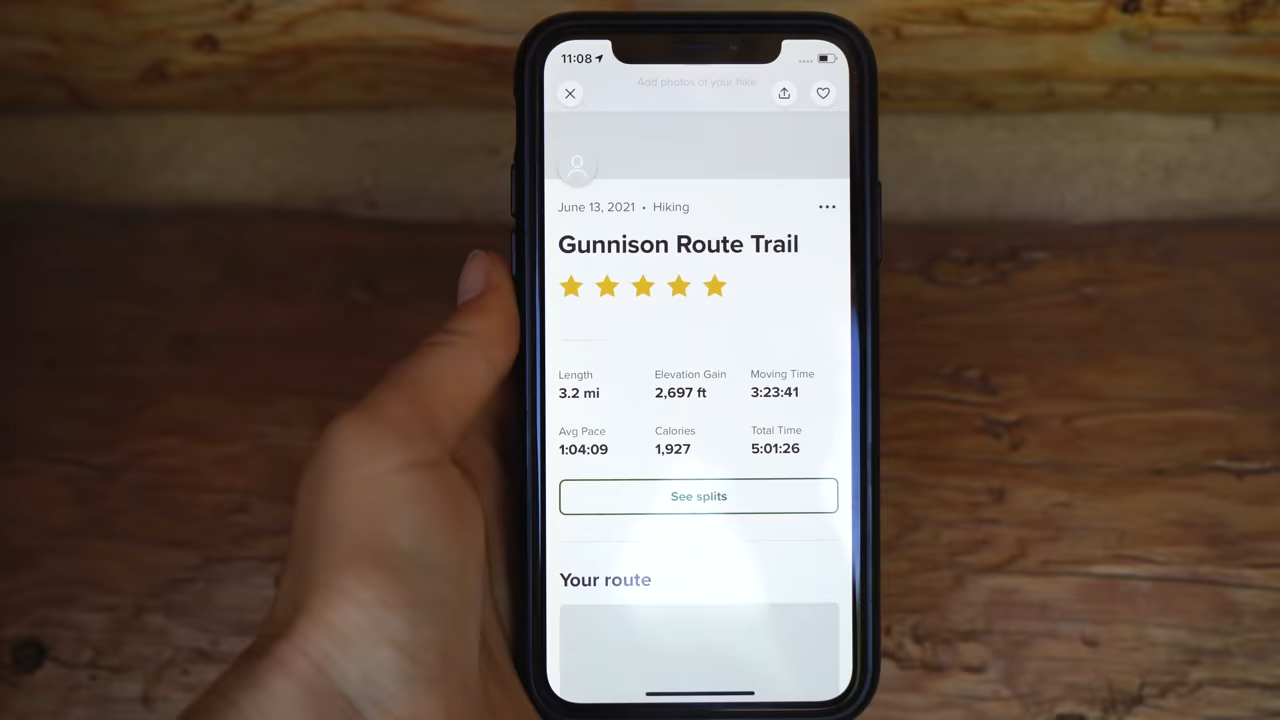 11:08
Add photos of your hike
June 13, 2021 • Hiking
Gunnison Route Trail
Length Elevation Gain Moving Time
3.2 mi 2,697 ft 3:23:41
Avg Pace Calories Total Time
1:04:09 1,927 5:01:26
See splits
Your route